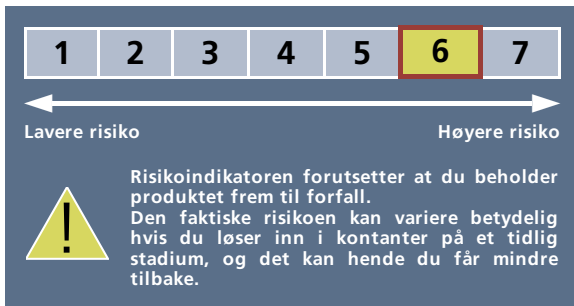 1 2 3 4 5 6 7
Lavere risiko Høyere risiko
Risikoindikatoren forutsetter at du beholder
produktet frem til forfall.
Den faktiske risikoen kan variere betydelig
hvis du løser inn i kontanter på et tidlig
stadium, og det kan hende du får mindre
tilbake.
!